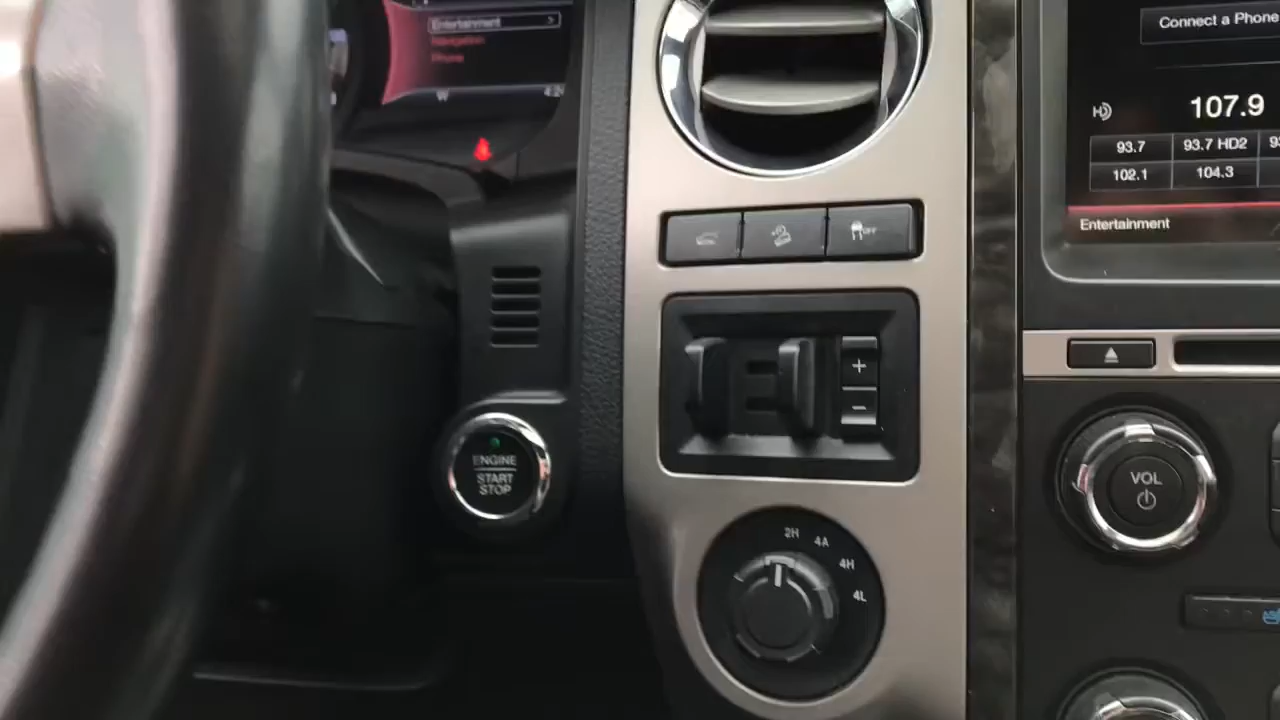 Entertainment >
Navigation
Phone
W
Connect a Phone
HD
107.9
93.7
93.7 HD2
102.1
104.3
Entertainment
OFF
+
−
ENGINE
START
STOP
VOL
2H
4A
4H
4L